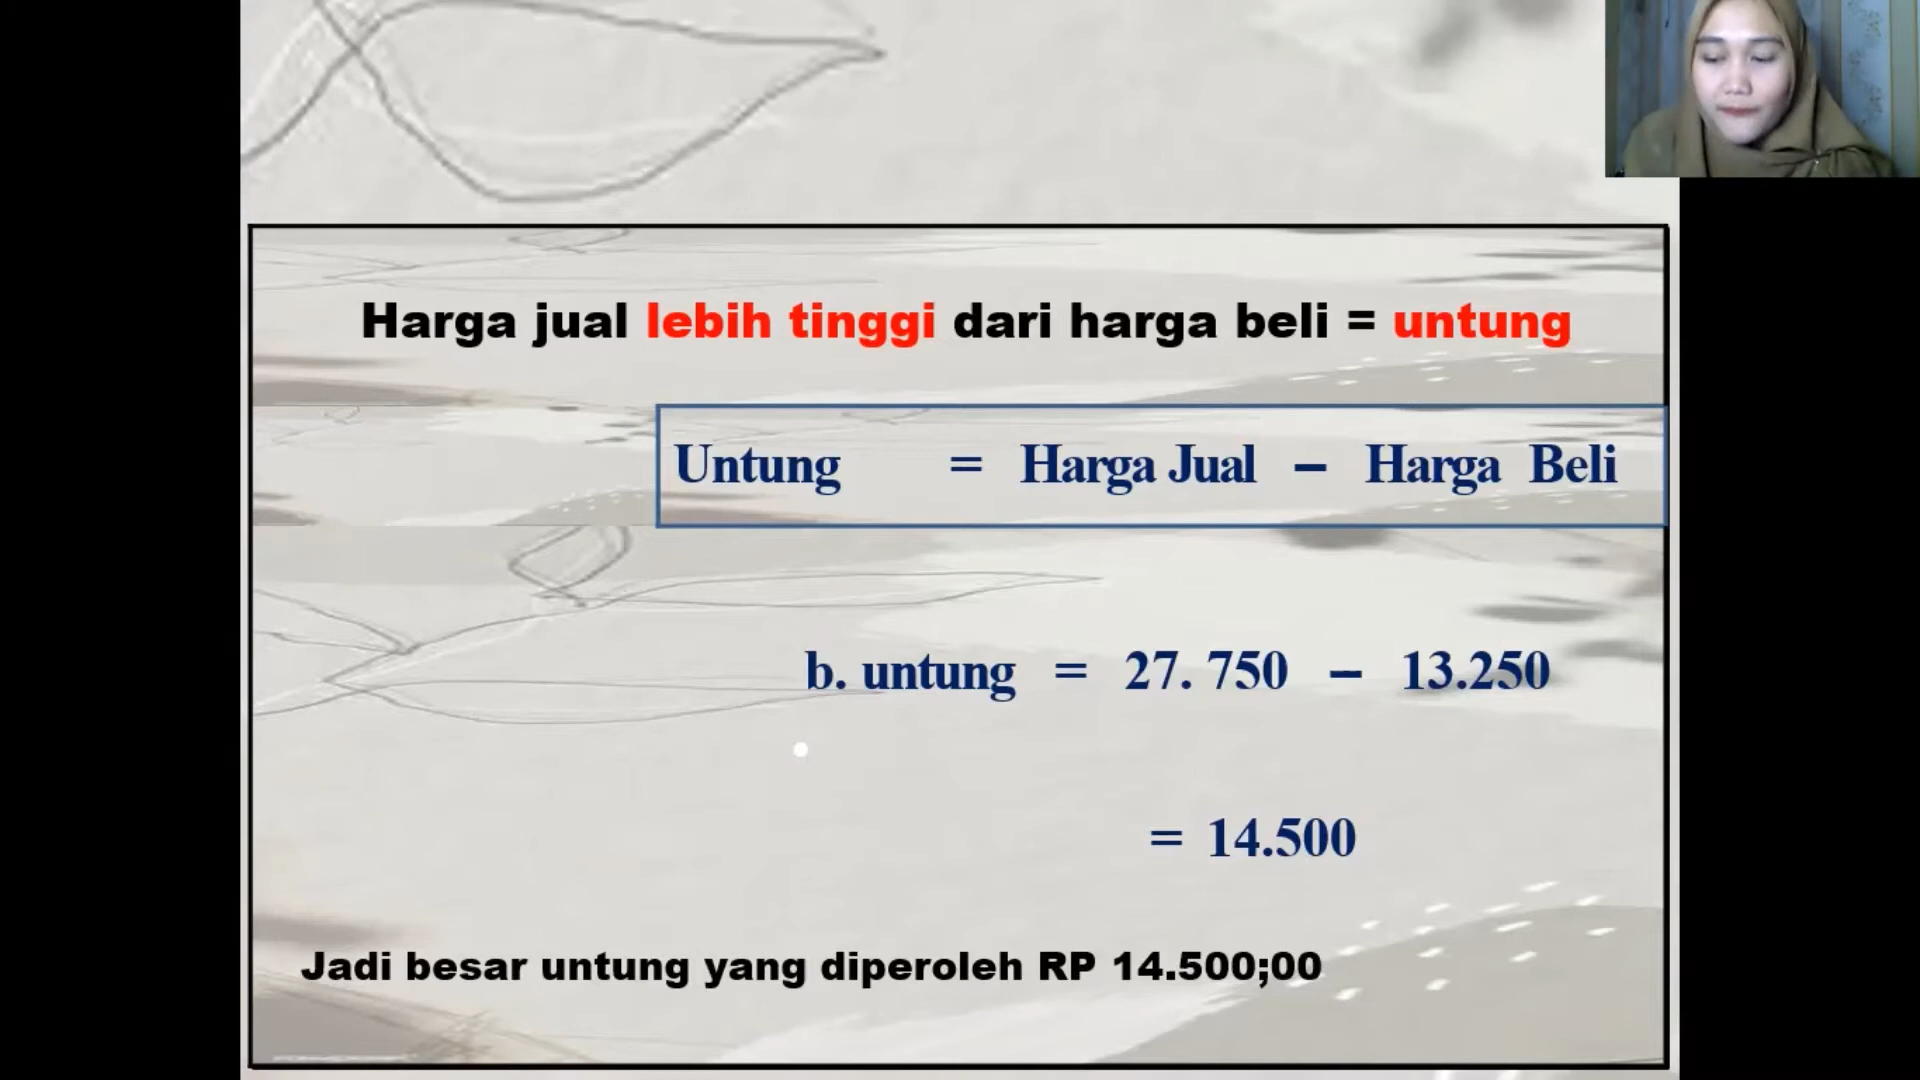 Harga jual lebih tinggi dari harga beli = untung
Untung = Harga Jual – Harga Beli
b. untung = 27. 750 – 13.250
= 14.500
Jadi besar untung yang diperoleh RP 14.500;00